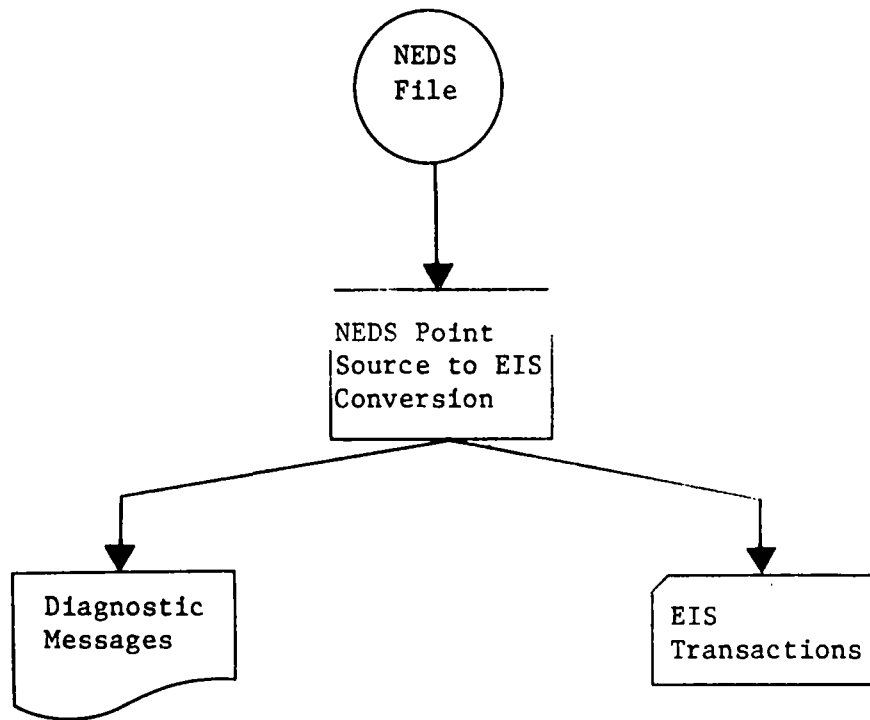 NEDS
File
NEDS Point
Source to EIS
Conversion
Diagnostic
Messages
EIS
Transactions